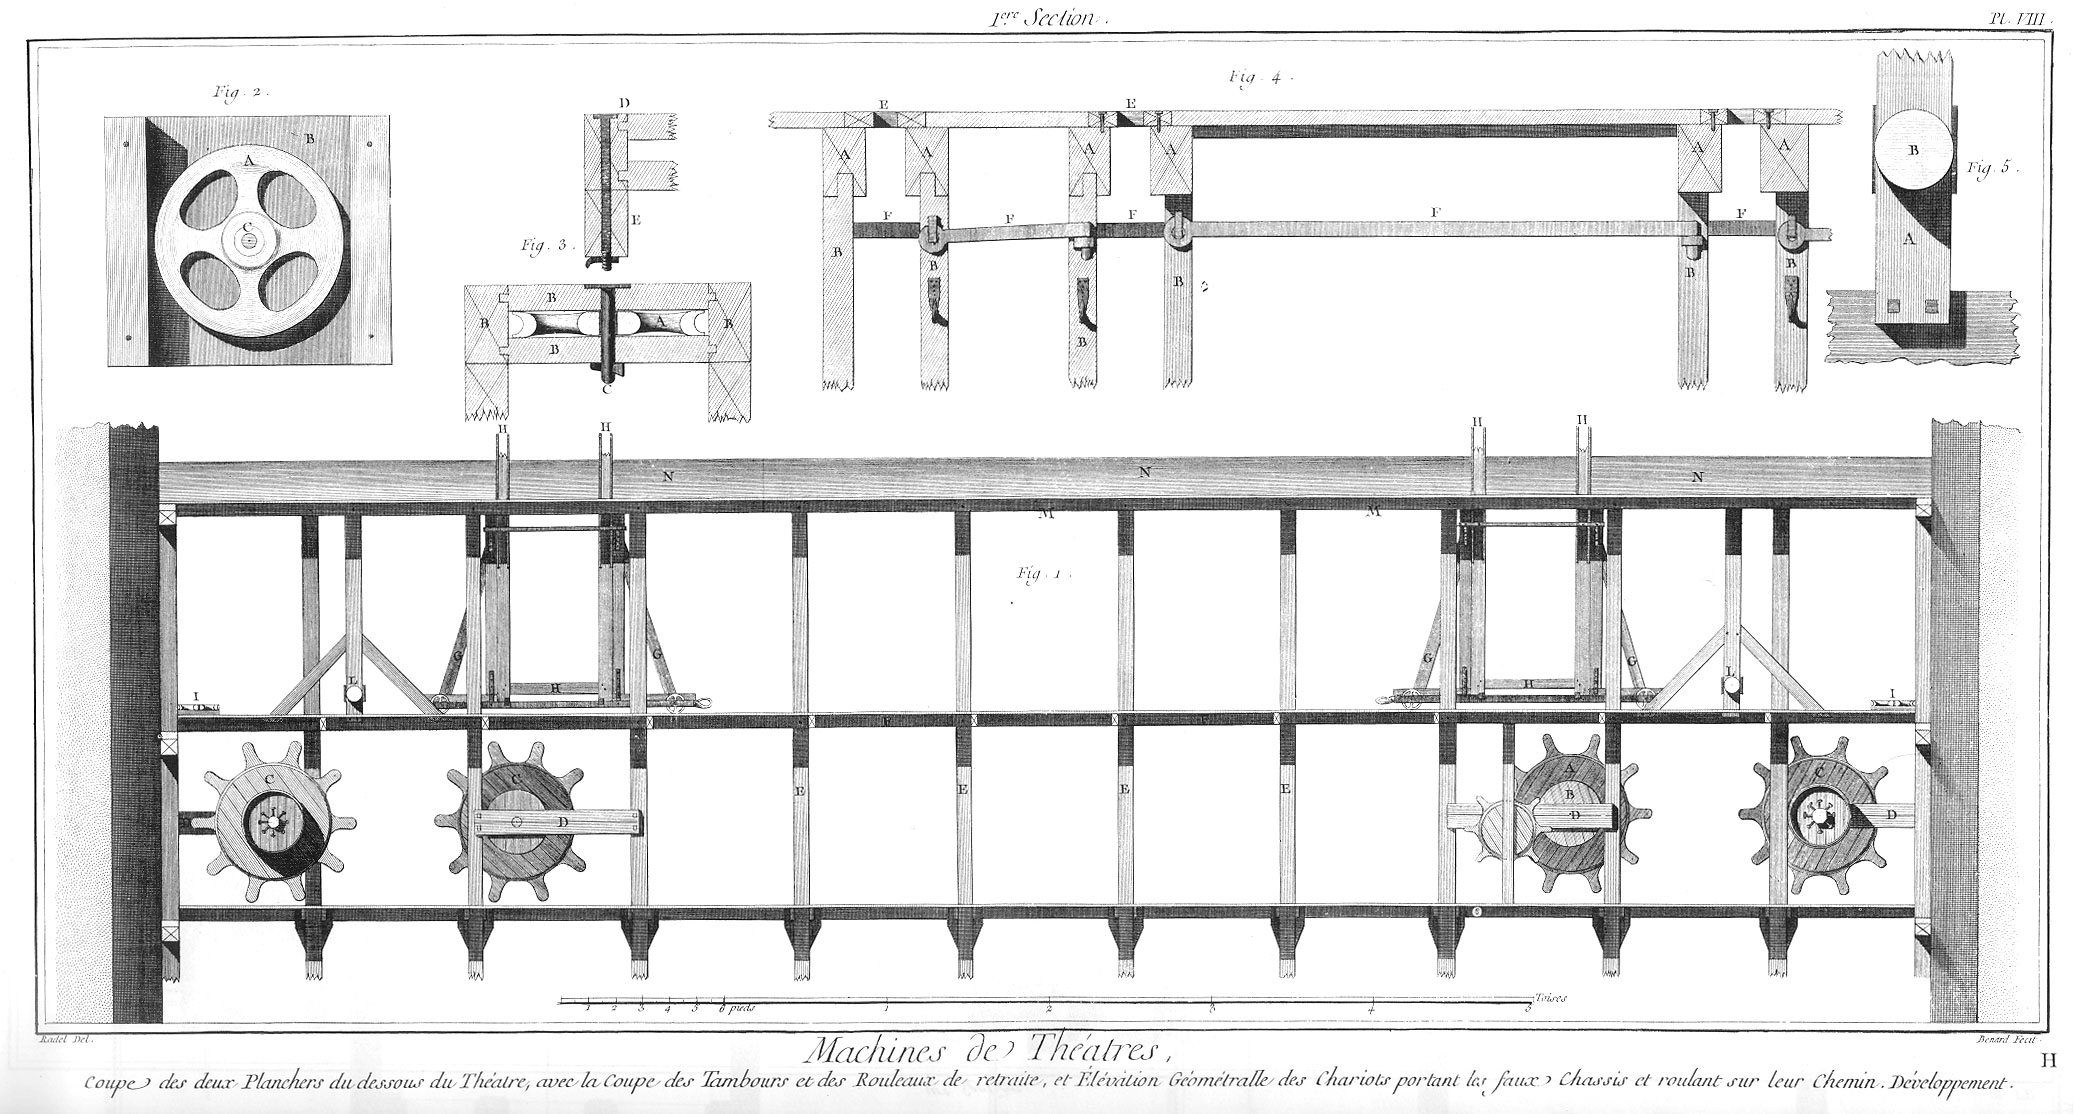 1ere Section.
Pl. VIII.
Fig. 2.
A
B
C
Fig. 3.
D
E
B
B
A
B
B
C
Fig. 4.
E
E
A
A
A
A
A
A
F
F
F
F
F
B
B
B
B
B
B
Fig. 5.
B
A
H
H
H
H
N
N
N
M
M
Fig. 1.
G
G
G
G
H
H
L
L
I
I
F
F
C
C
D
E
E
E
E
A
B
D
C
D
1 2 3 4 5 6 pieds 1 2 3 4 5 Toises
Radel Del.
Benard Fecit.
Machines de Théatres,
H
Coupe des deux Planchers du dessous du Théatre, avec la Coupe des Tambours et des Rouleaux de retraite, et Élévation Géométralle des Chariots portant les faux Chassis et roulant sur leur Chemin. Développement.